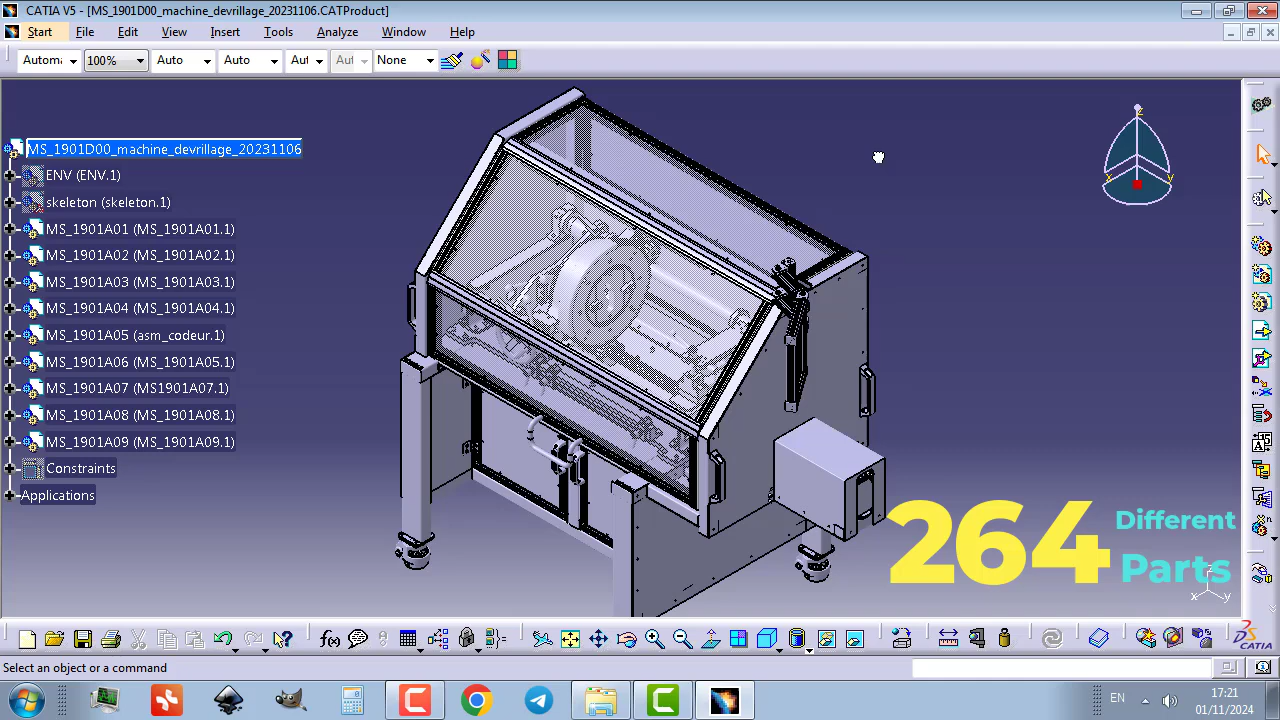 CATIA V5 - [MS_1901D00_machine_devrillage_20231106.CATProduct]
Start File Edit View Insert Tools Analyze Window Help
Automa 100% Auto Auto Aut Aut None
MS_1901D00_machine_devrillage_20231106
ENV (ENV.1)
skeleton (skeleton.1)
MS_1901A01 (MS_1901A01.1)
MS_1901A02 (MS_1901A02.1)
MS_1901A03 (MS_1901A03.1)
MS_1901A04 (MS_1901A04.1)
MS_1901A05 (asm_codeur.1)
MS_1901A06 (MS_1901A05.1)
MS_1901A07 (MS1901A07.1)
MS_1901A08 (MS_1901A08.1)
MS_1901A09 (MS_1901A09.1)
Constraints
Applications
z
x y
264 Different
Parts
z
x y
f(x)
CATIA
Select an object or a command
EN
17:21
01/11/2024